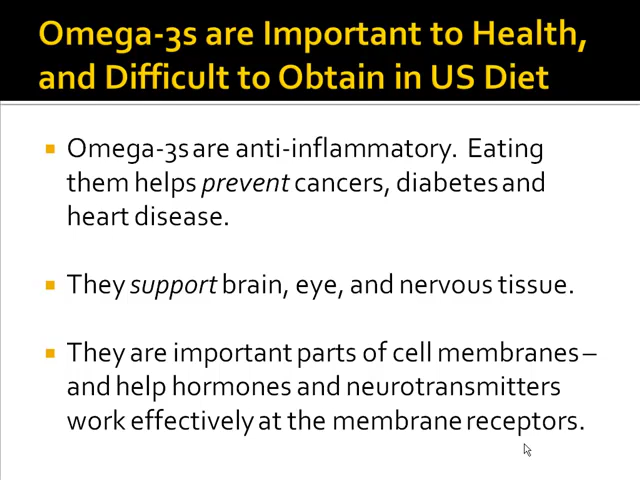 Omega-3s are Important to Health,
and Difficult to Obtain in US Diet
Omega-3s are anti-inflammatory. Eating
them helps prevent cancers, diabetes and
heart disease.
They support brain, eye, and nervous tissue.
They are important parts of cell membranes –
and help hormones and neurotransmitters
work effectively at the membrane receptors.